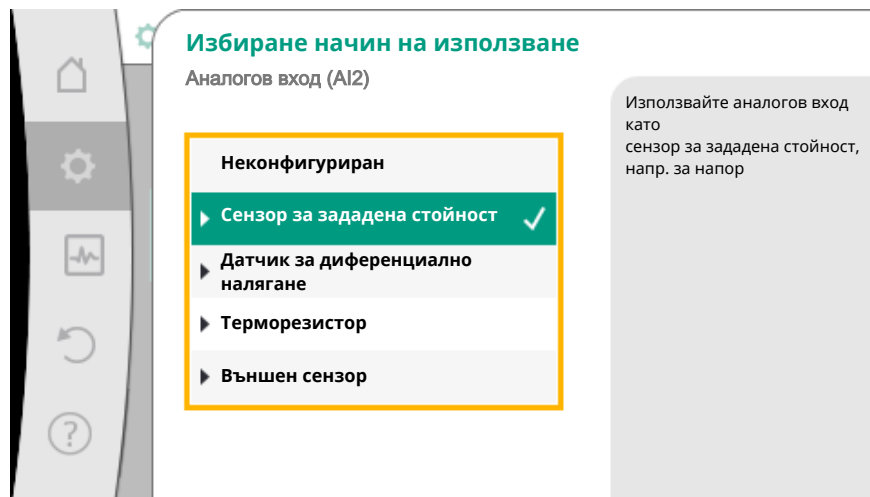 Избиране начин на използване
Аналогов вход (AI2)
Неконфигуриран
Сензор за зададена стойност
Датчик за диференциално
налягане
Терморезистор
Външен сензор
Използвайте аналогов вход
като
сензор за зададена стойност,
напр. за напор